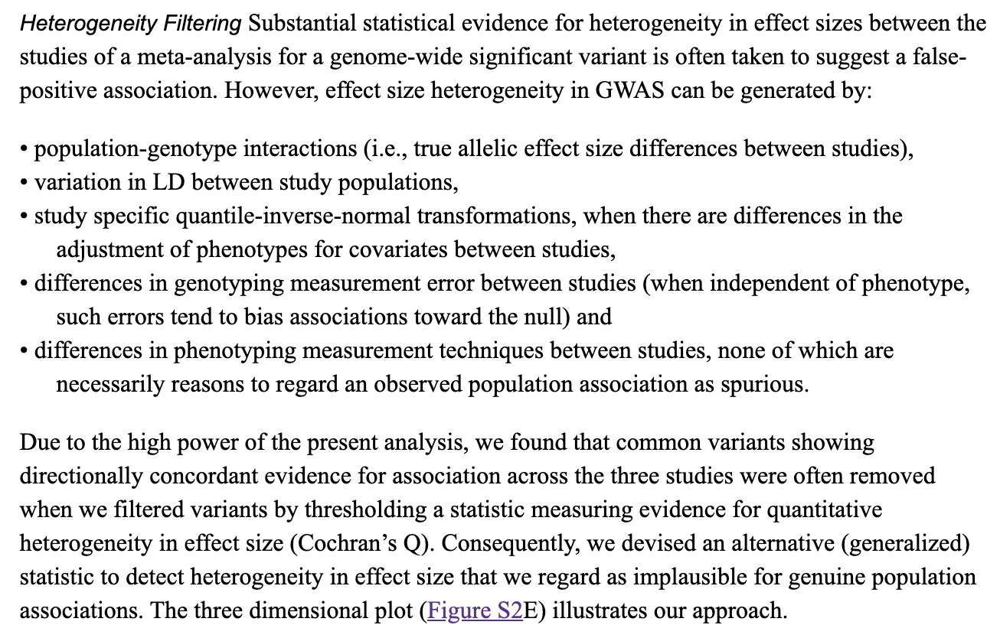 Heterogeneity Filtering Substantial statistical evidence for heterogeneity in effect sizes between the
studies of a meta-analysis for a genome-wide significant variant is often taken to suggest a false-
positive association. However, effect size heterogeneity in GWAS can be generated by:
• population-genotype interactions (i.e., true allelic effect size differences between studies),
• variation in LD between study populations,
• study specific quantile-inverse-normal transformations, when there are differences in the
adjustment of phenotypes for covariates between studies,
• differences in genotyping measurement error between studies (when independent of phenotype,
such errors tend to bias associations toward the null) and
• differences in phenotyping measurement techniques between studies, none of which are
necessarily reasons to regard an observed population association as spurious.
Due to the high power of the present analysis, we found that common variants showing
directionally concordant evidence for association across the three studies were often removed
when we filtered variants by thresholding a statistic measuring evidence for quantitative
heterogeneity in effect size (Cochran’s Q). Consequently, we devised an alternative (generalized)
statistic to detect heterogeneity in effect size that we regard as implausible for genuine population
associations. The three dimensional plot (Figure S2E) illustrates our approach.